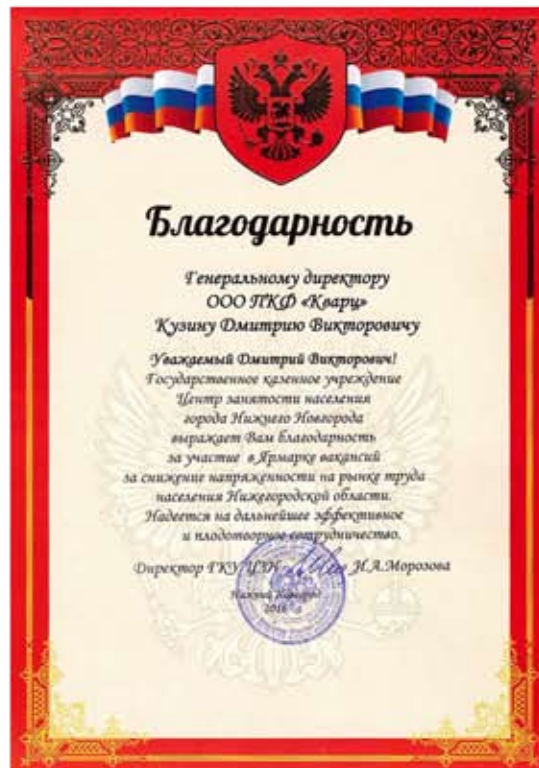 Благодарность
Генеральному директору
ООО ПКФ «Кварц»
Кузину Дмитрию Викторовичу
Уважаемый Дмитрий Викторович!
Государственное казенное учреждение
Центр занятости населения
города Нижнего Новгорода
выражает Вам благодарность
за участие в Ярмарке вакансий
за снижение напряженности на рынке труда
населения Нижегородской области.
Надеется на дальнейшее эффективное
и плодотворное сотрудничество.
Директор ГКУ ЦЗН И.А.Морозова
Нижний Новгород